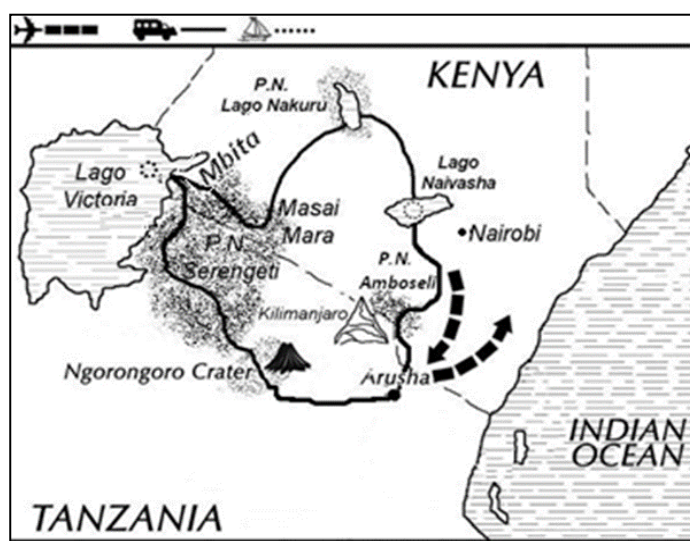 KENYA
P.N.
Lago Nakuru
Mbita
Lago
Victoria
Lago
Naivasha
Masai
Mara
Nairobi
P.N.
Serengeti
P.N.
Amboseli
Kilimanjaro
Ngorongoro Crater
Arusha
INDIAN
OCEAN
TANZANIA